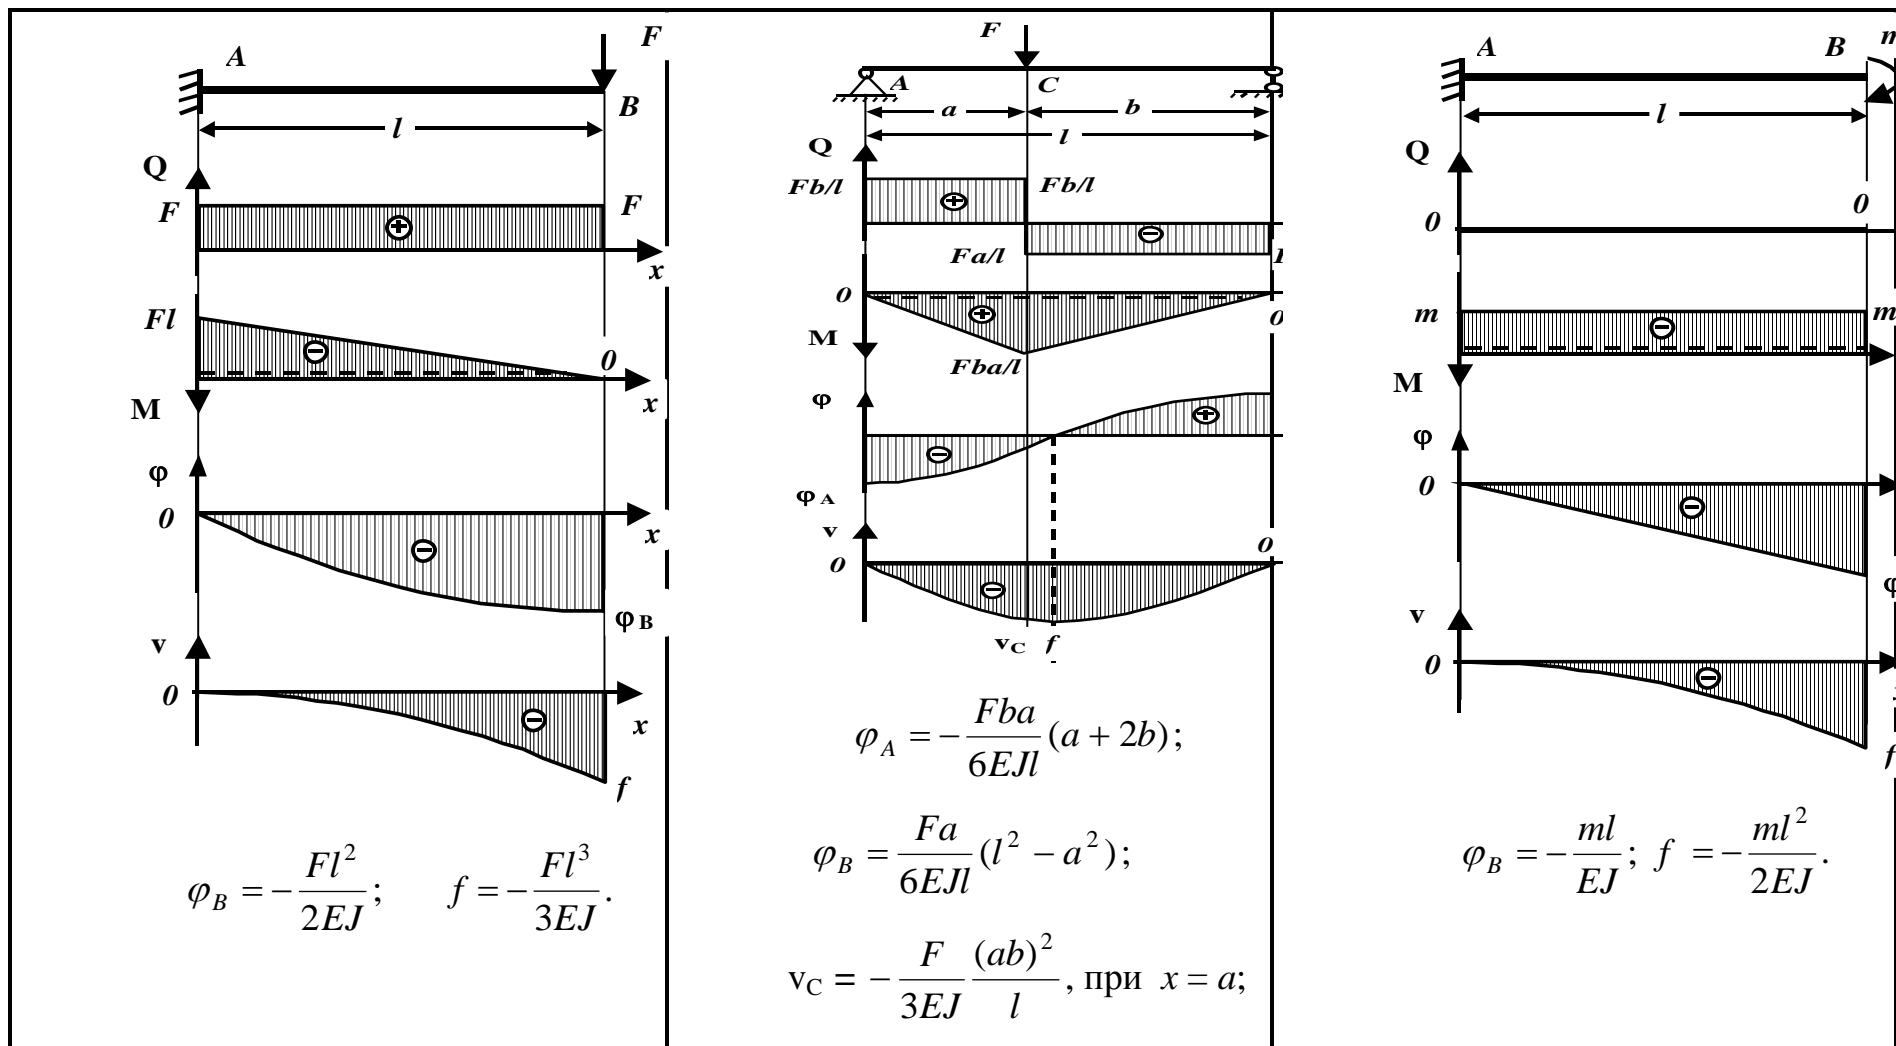 A
F
B
l
Q
F
F
x
Fl
0
M
x
φ
0
x
φB
v
0
x
f
φB = − Fl²/2EJ; f = − Fl³/3EJ.
F
A
C
a
b
l
Q
Fb/l
Fb/l
Fa/l
0
0
M
Fba/l
φ
φA
v
0
0
vC
f
φA = − Fba/6EJl (a + 2b);
φB = Fa/6EJl (l² − a²);
vC = − F/3EJ (ab)²/l, при x = a;
A
B
m
l
Q
0
0
m
m
M
φ
0
φ
v
0
f
φB = − ml/EJ; f = − ml²/2EJ.